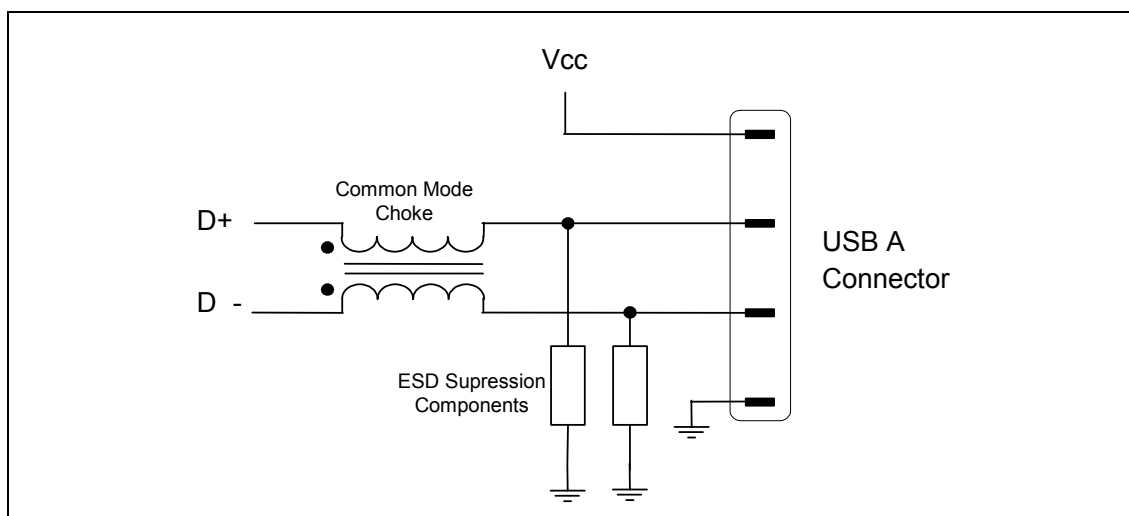 Vcc
Common Mode
Choke
D+
D -
USB A
Connector
ESD Supression
Components